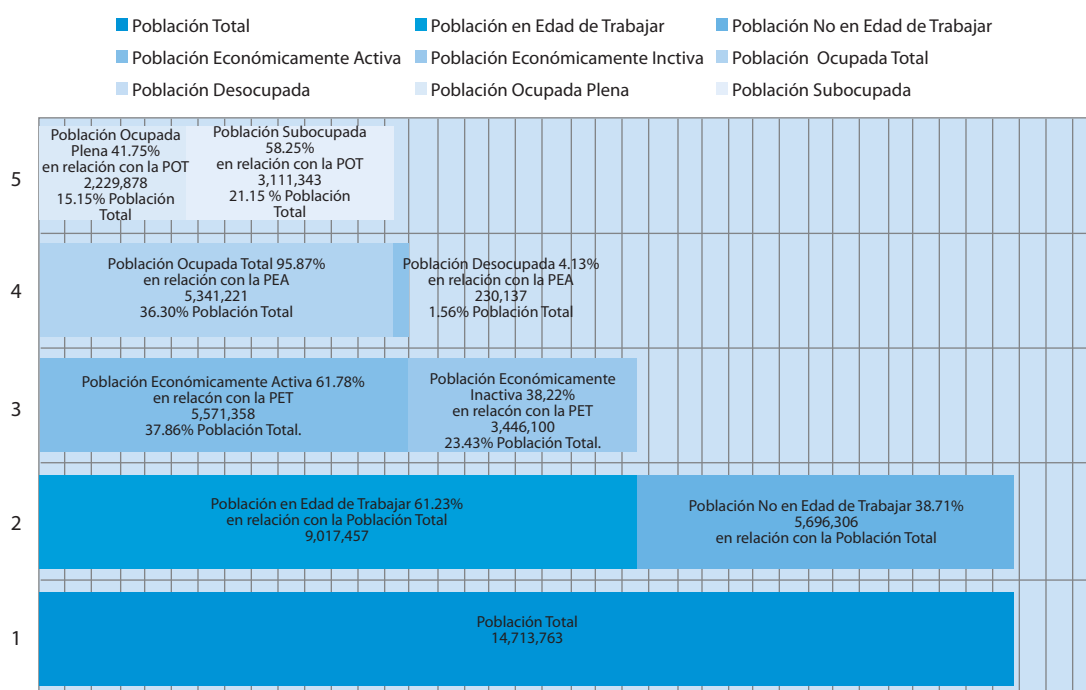 Población Total
Población en Edad de Trabajar
Población No en Edad de Trabajar
Población Económicamente Activa
Población Económicamente Inctiva
Población Ocupada Total
Población Desocupada
Población Ocupada Plena
Población Subocupada
5
Población Ocupada
Plena 41.75%
en relación con la POT
2,229,878
15.15% Población
Total
Población Subocupada
58.25%
en relación con la POT
3,111,343
21.15 % Población
Total
4
Población Ocupada Total 95.87%
en relación con la PEA
5,341,221
36.30% Población Total
Población Desocupada 4.13%
en relación con la PEA
230,137
1.56% Población Total
3
Población Económicamente Activa 61.78%
en relacón con la PET
5,571,358
37.86% Población Total.
Población Económicamente
Inactiva 38,22%
en relacón con la PET
3,446,100
23.43% Población Total.
2
Población en Edad de Trabajar 61.23%
en relación con la Población Total
9,017,457
Población No en Edad de Trabajar 38.71%
5,696,306
en relación con la Población Total
1
Población Total
14,713,763